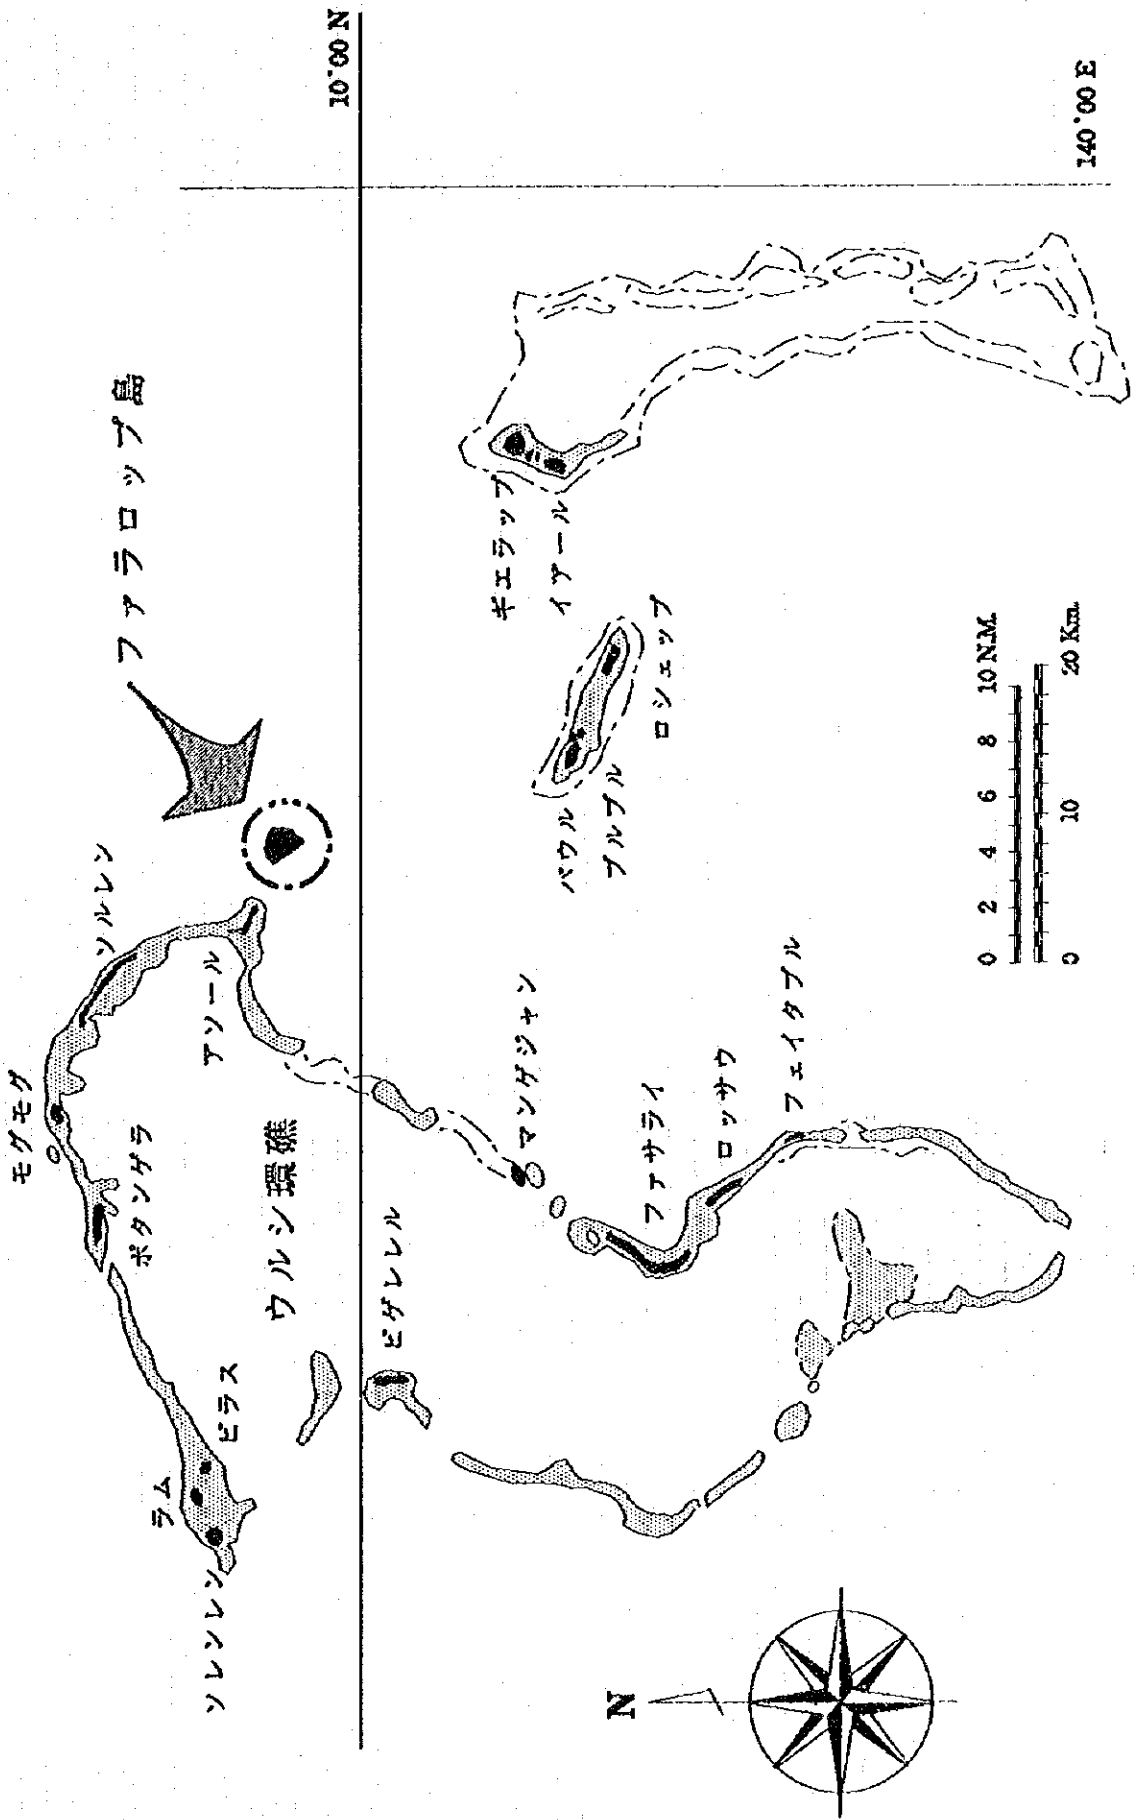 モグモグ
ソルレン
ファラロップ島
ポタンゲラ
ラム
ピラス
ソレンレン
アソール
ウルシ環礁
10°00 N
ピゲレレル
マンゲジャン
ギエラップ
イアール
パウル
ブルブル
ロシェップ
ファサライ
ロッサウ
フェイタブル
N
0 2 4 6 8 10 N.M.
0 10 20 Km.
140°00 E